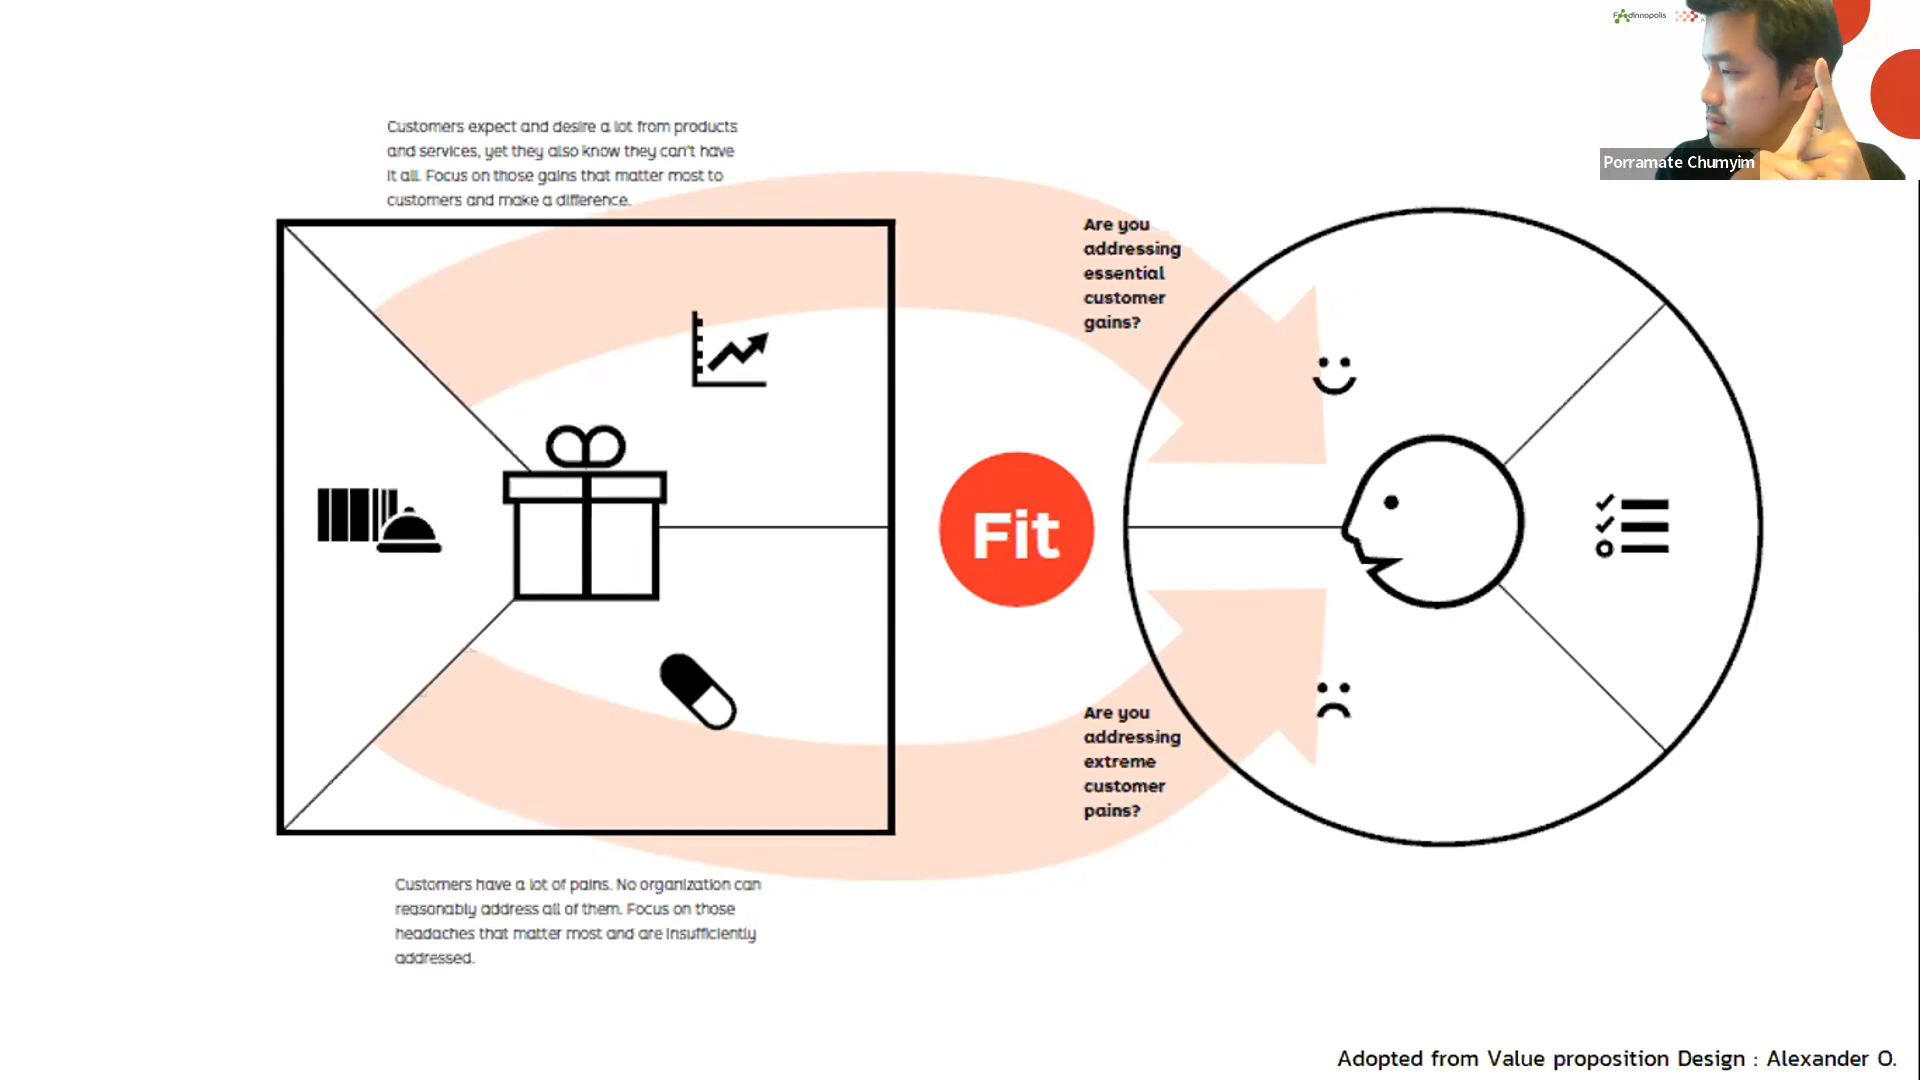 FoodInnopolis
Porramate Chumyim
Customers expect and desire a lot from products
and services, yet they also know they can't have
it all. Focus on those gains that matter most to
customers and make a difference.
Are you
addressing
essential
customer
gains?
Fit
Are you
addressing
extreme
customer
pains?
Customers have a lot of pains. No organization can
reasonably address all of them. Focus on those
headaches that matter most and are insufficiently
addressed.
Adopted from Value proposition Design : Alexander O.